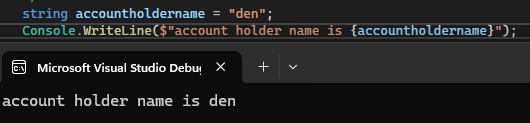 string accountholdername = "den";
Console.WriteLine($"account holder name is {accountholdername}");
Microsoft Visual Studio Debu
account holder name is den